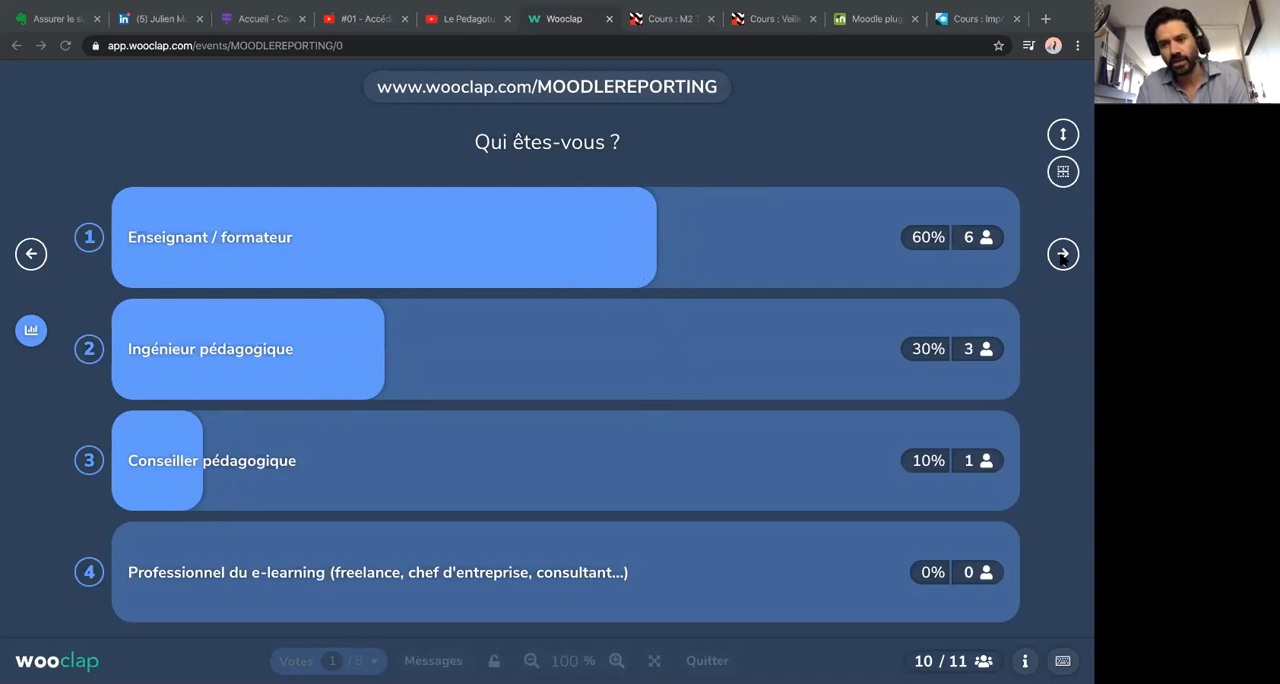 Assurer le su
(5) Julien Mo
Accueil - Ca
#01 - Accéd
Le Pedagotu
Wooclap
Cours : M2 T
Cours : Veill
Moodle plug
Cours : Imp/
app.wooclap.com/events/MOODLEREPORTING/0
www.wooclap.com/MOODLEREPORTING
Qui êtes-vous ?
1 Enseignant / formateur 60% 6
2 Ingénieur pédagogique 30% 3
3 Conseiller pédagogique 10% 1
4 Professionnel du e-learning (freelance, chef d'entreprise, consultant...) 0% 0
wooclap Votes 1 / 8 Messages 100 % Quitter 10 / 11